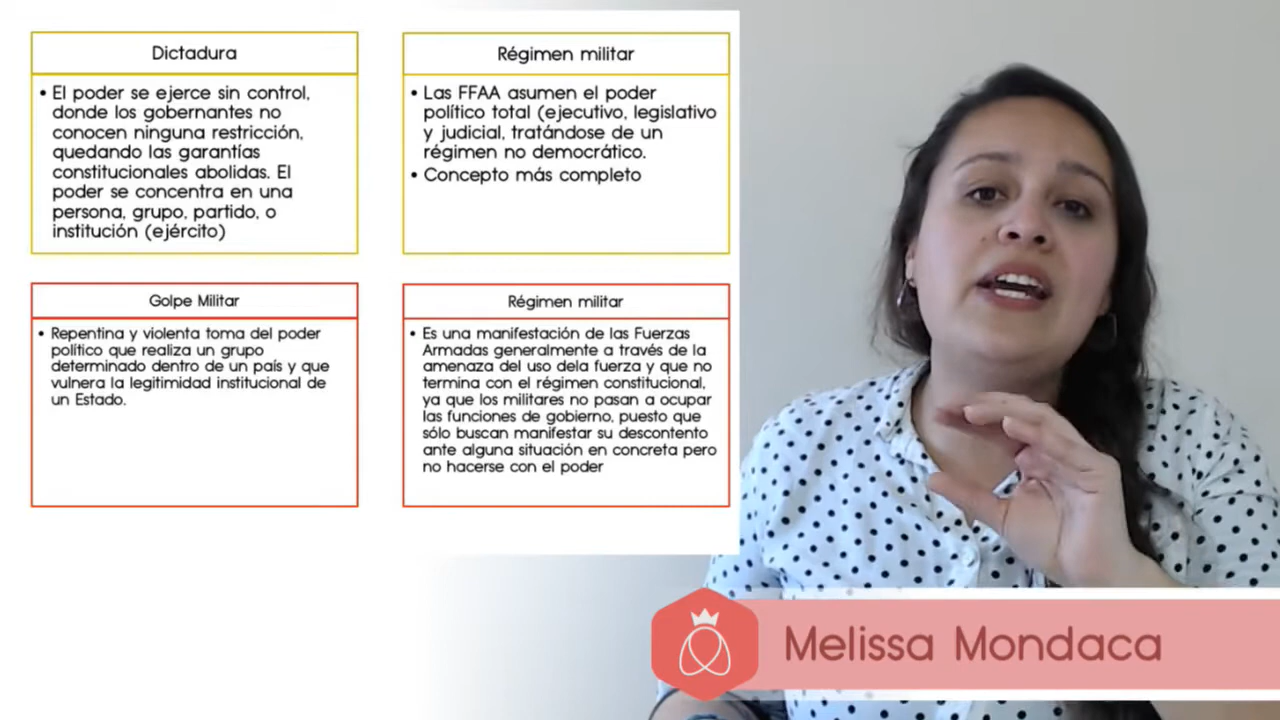 Dictadura
• El poder se ejerce sin control,
donde los gobernantes no
conocen ninguna restricción,
quedando las garantías
constitucionales abolidas. El
poder se concentra en una
persona, grupo, partido, o
institución (ejército)
Régimen militar
• Las FFAA asumen el poder
político total (ejecutivo, legislativo
y judicial, tratándose de un
régimen no democrático.
• Concepto más completo
Golpe Militar
• Repentina y violenta toma del poder
político que realiza un grupo
determinado dentro de un país y que
vulnera la legitimidad institucional de
un Estado.
Régimen militar
• Es una manifestación de las Fuerzas
Armadas generalmente a través de la
amenaza del uso dela fuerza y que no
termina con el régimen constitucional,
ya que los militares no pasan a ocupar
las funciones de gobierno, puesto que
sólo buscan manifestar su descontento
ante alguna situación en concreta pero
no hacerse con el poder
Melissa Mondaca